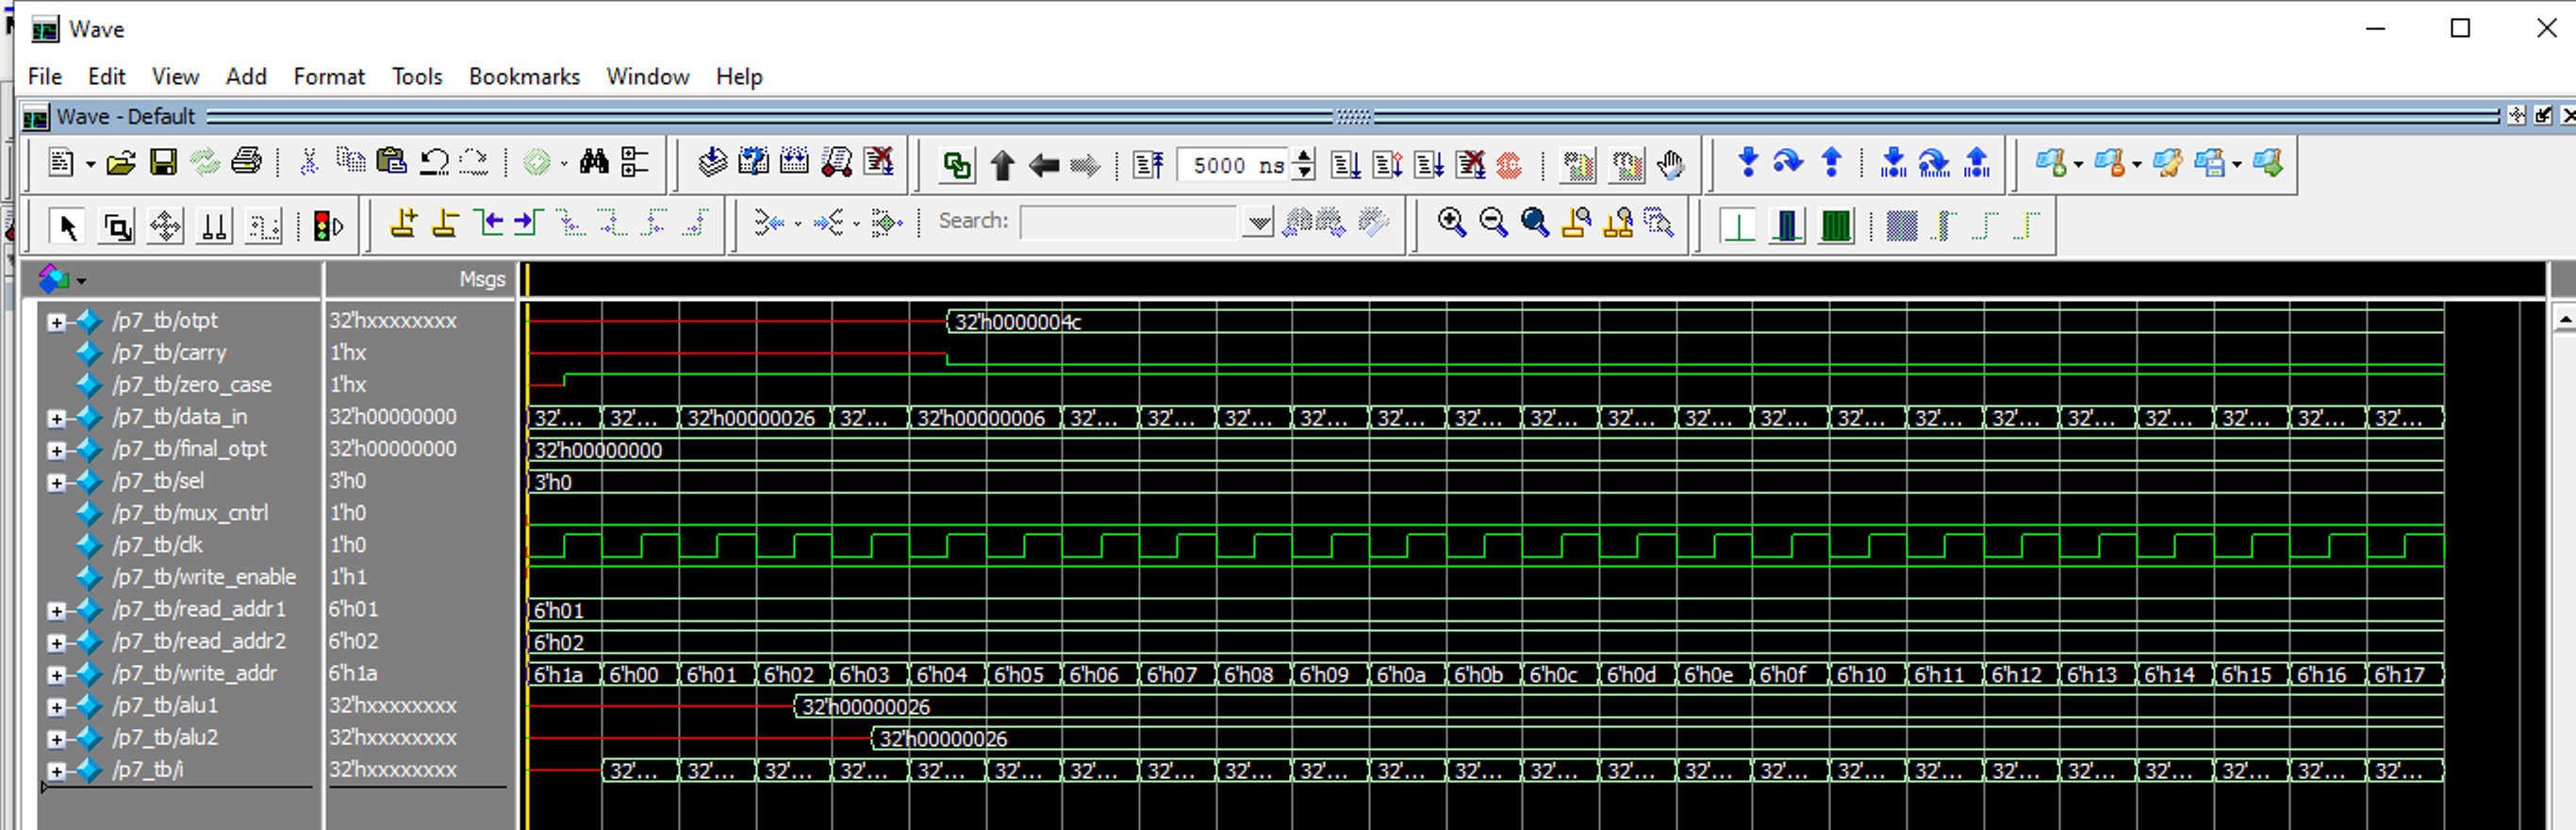 Wave
File Edit View Add Format Tools Bookmarks Window Help
Wave - Default
5000 ns
Search:
Msgs
/p7_tb/otpt 32'hxxxxxxxx 32'h0000004c
/p7_tb/carry 1'hx
/p7_tb/zero_case 1'hx
/p7_tb/data_in 32'h00000000 32'... 32'... 32'h00000026 32'... 32'h00000006 32'... 32'... 32'... 32'... 32'... 32'... 32'... 32'... 32'... 32'... 32'... 32'... 32'... 32'... 32'... 32'... 32'... 32'...
/p7_tb/final_otpt 32'h00000000 32'h00000000
/p7_tb/sel 3'h0 3'h0
/p7_tb/mux_cntrl 1'h0
/p7_tb/clk 1'h0
/p7_tb/write_enable 1'h1
/p7_tb/read_addr1 6'h01 6'h01
/p7_tb/read_addr2 6'h02 6'h02
/p7_tb/write_addr 6'h1a 6'h1a 6'h00 6'h01 6'h02 6'h03 6'h04 6'h05 6'h06 6'h07 6'h08 6'h09 6'h0a 6'h0b 6'h0c 6'h0d 6'h0e 6'h0f 6'h10 6'h11 6'h12 6'h13 6'h14 6'h15 6'h16 6'h17
/p7_tb/alu1 32'hxxxxxxxx 32'h00000026
/p7_tb/alu2 32'hxxxxxxxx 32'h00000026
/p7_tb/i 32'hxxxxxxxx 32'... 32'... 32'... 32'... 32'... 32'... 32'... 32'... 32'... 32'... 32'... 32'... 32'... 32'... 32'... 32'... 32'... 32'... 32'... 32'... 32'... 32'... 32'... 32'...